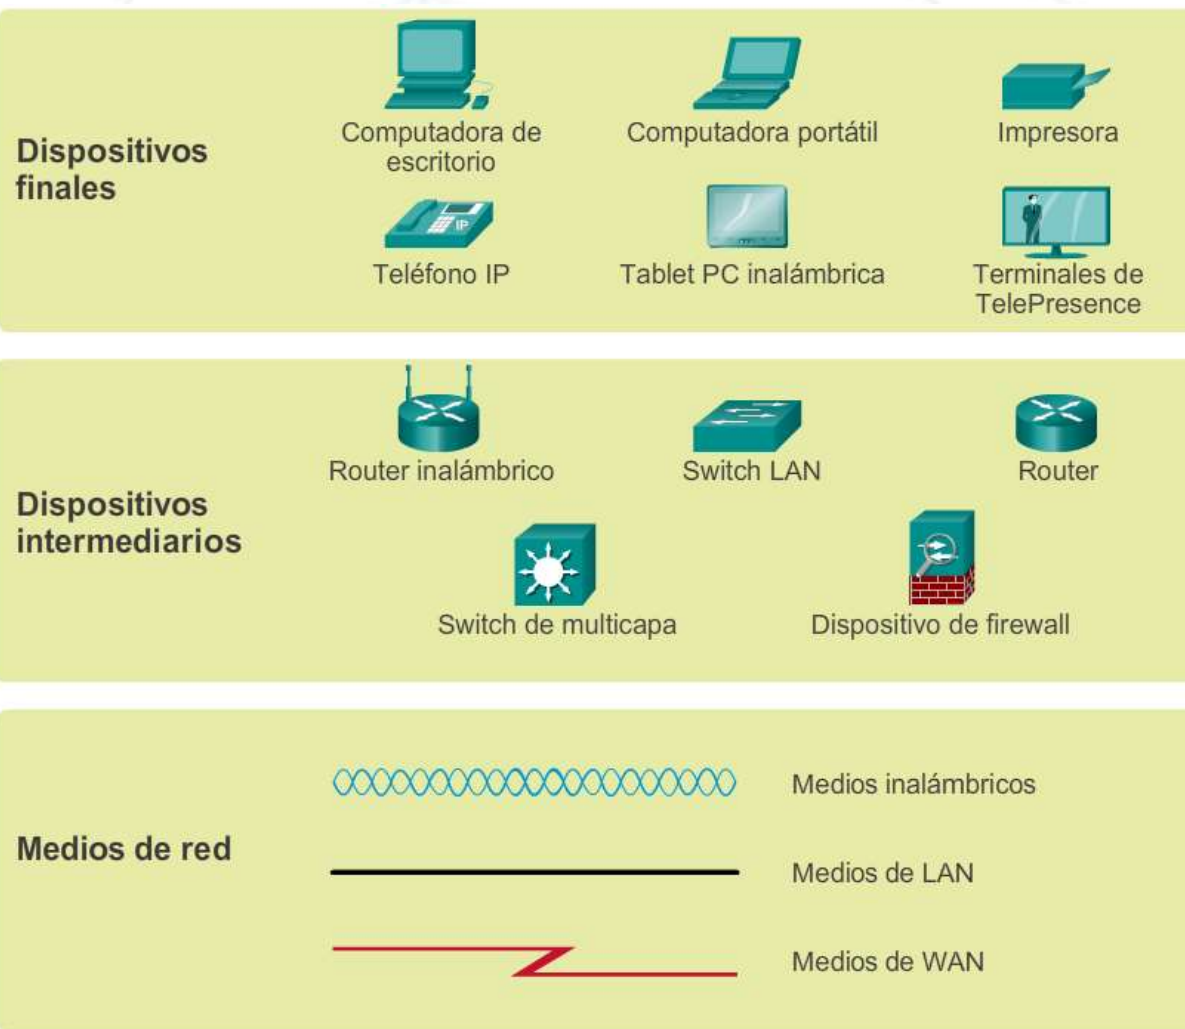 Dispositivos
finales
Computadora de
escritorio
Computadora portátil
Impresora
IP
Teléfono IP
Tablet PC inalámbrica
Terminales de
TelePresence
Dispositivos
intermediarios
Router inalámbrico
Switch LAN
Router
Switch de multicapa
Dispositivo de firewall
Medios de red
Medios inalámbricos
Medios de LAN
Medios de WAN